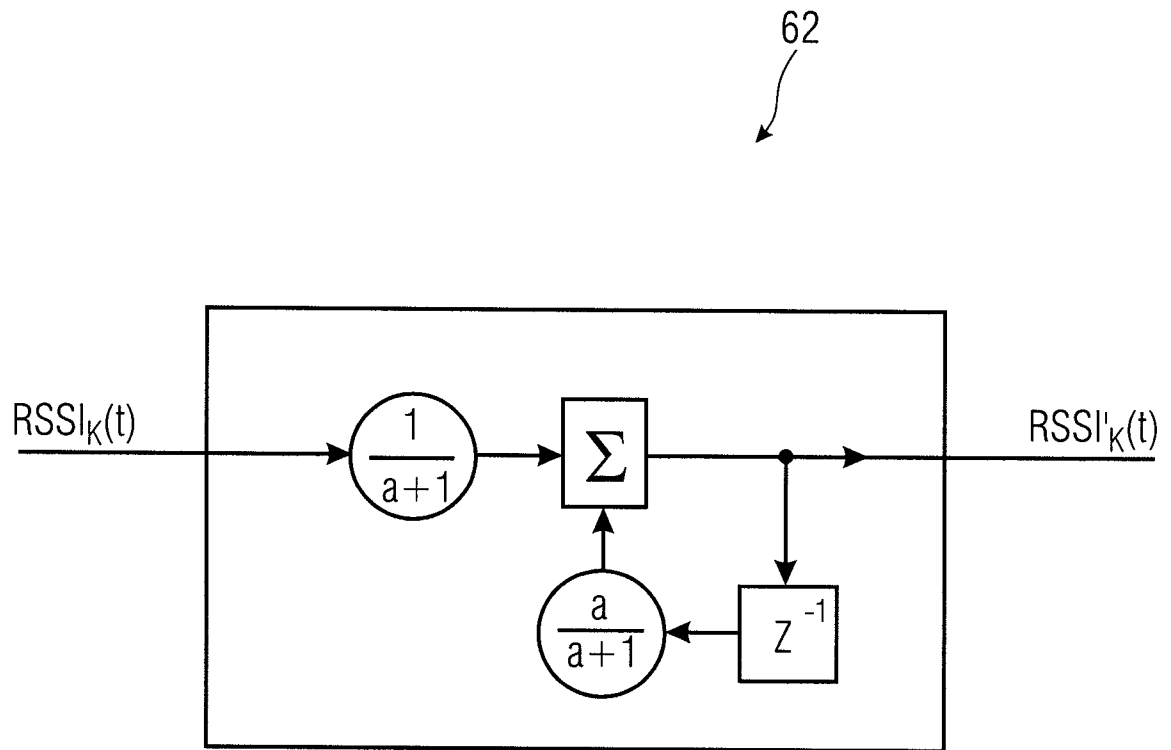 62
RSSI_K(t)
1
a+1
Σ
RSSI'_K(t)
a
a+1
Z^-1